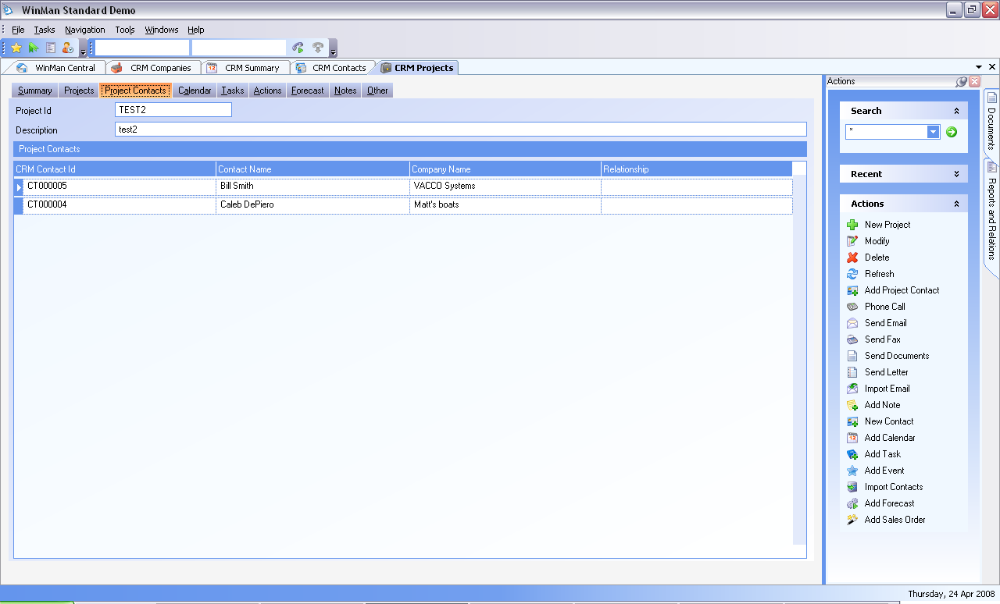 WinMan Standard Demo
File Tasks Navigation Tools Windows Help
WinMan Central CRM Companies CRM Summary CRM Contacts CRM Projects
Summary Projects Project Contacts Calendar Tasks Actions Forecast Notes Other
Project Id TEST2
Description test2
Project Contacts
CRM Contact Id Contact Name Company Name Relationship
CT000005 Bill Smith VACCO Systems
CT000004 Caleb DePiero Matt's boats
Actions
Search
*
Recent
Actions
New Project
Modify
Delete
Refresh
Add Project Contact
Phone Call
Send Email
Send Fax
Send Documents
Send Letter
Import Email
Add Note
New Contact
Add Calendar
Add Task
Add Event
Import Contacts
Add Forecast
Add Sales Order
Documents
Reports and Relations
Thursday, 24 Apr 2008